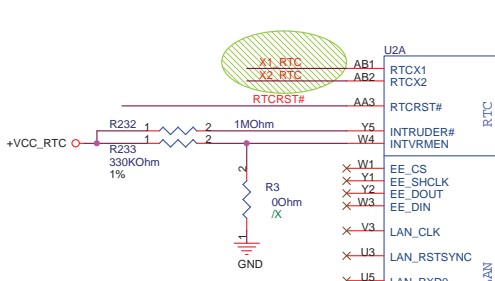 U2A
X1_RTC AB1 RTCX1
X2_RTC AB2 RTCX2
RTCRST# AA3 RTCRST#
RTC
R232 1 2 1MOhm Y5 INTRUDER#
+VCC_RTC 1 2 W4 INTVRMEN
R233
330KOhm
1%
W1 EE_CS
Y1 EE_SHCLK
Y2 EE_DOUT
W3 EE_DIN
2
R3
0Ohm
/X
1
GND
V3 LAN_CLK
U3 LAN_RSTSYNC
LAN
U5 LAN_RXD0